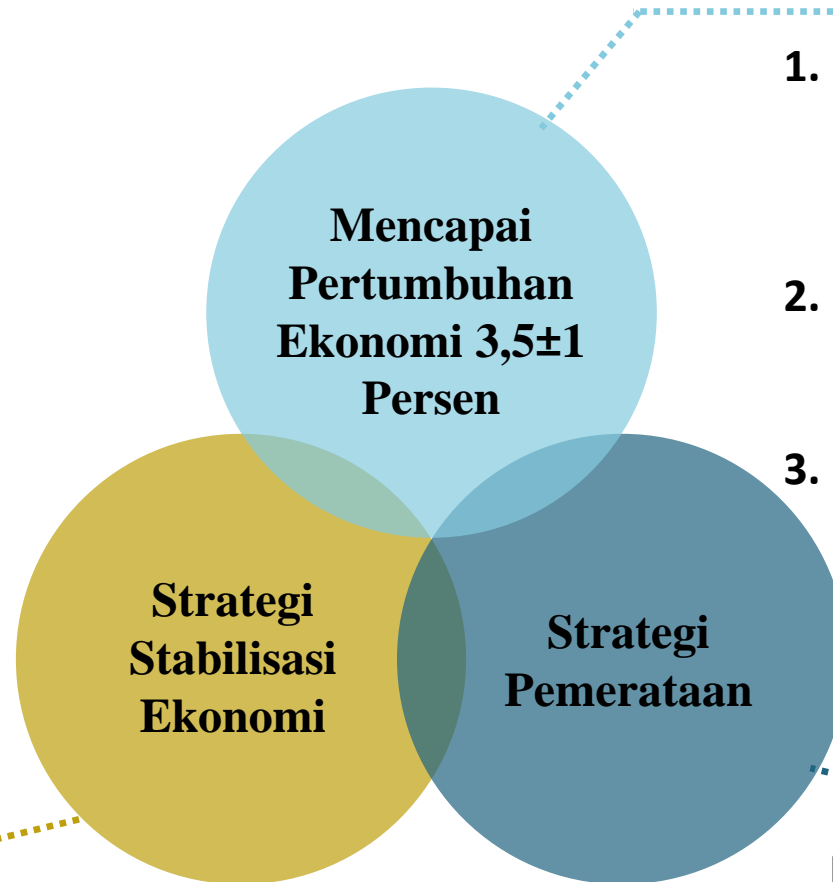 1.
Mencapai
Pertumbuhan
Ekonomi 3,5±1
Persen
2.
3.
Strategi
Stabilisasi
Ekonomi
Strategi
Pemerataan